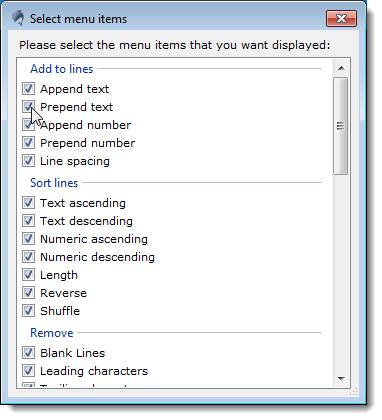 Select menu items
Please select the menu items that you want displayed:
Add to lines
Append text
Prepend text
Append number
Prepend number
Line spacing
Sort lines
Text ascending
Text descending
Numeric ascending
Numeric descending
Length
Reverse
Shuffle
Remove
Blank Lines
Leading characters